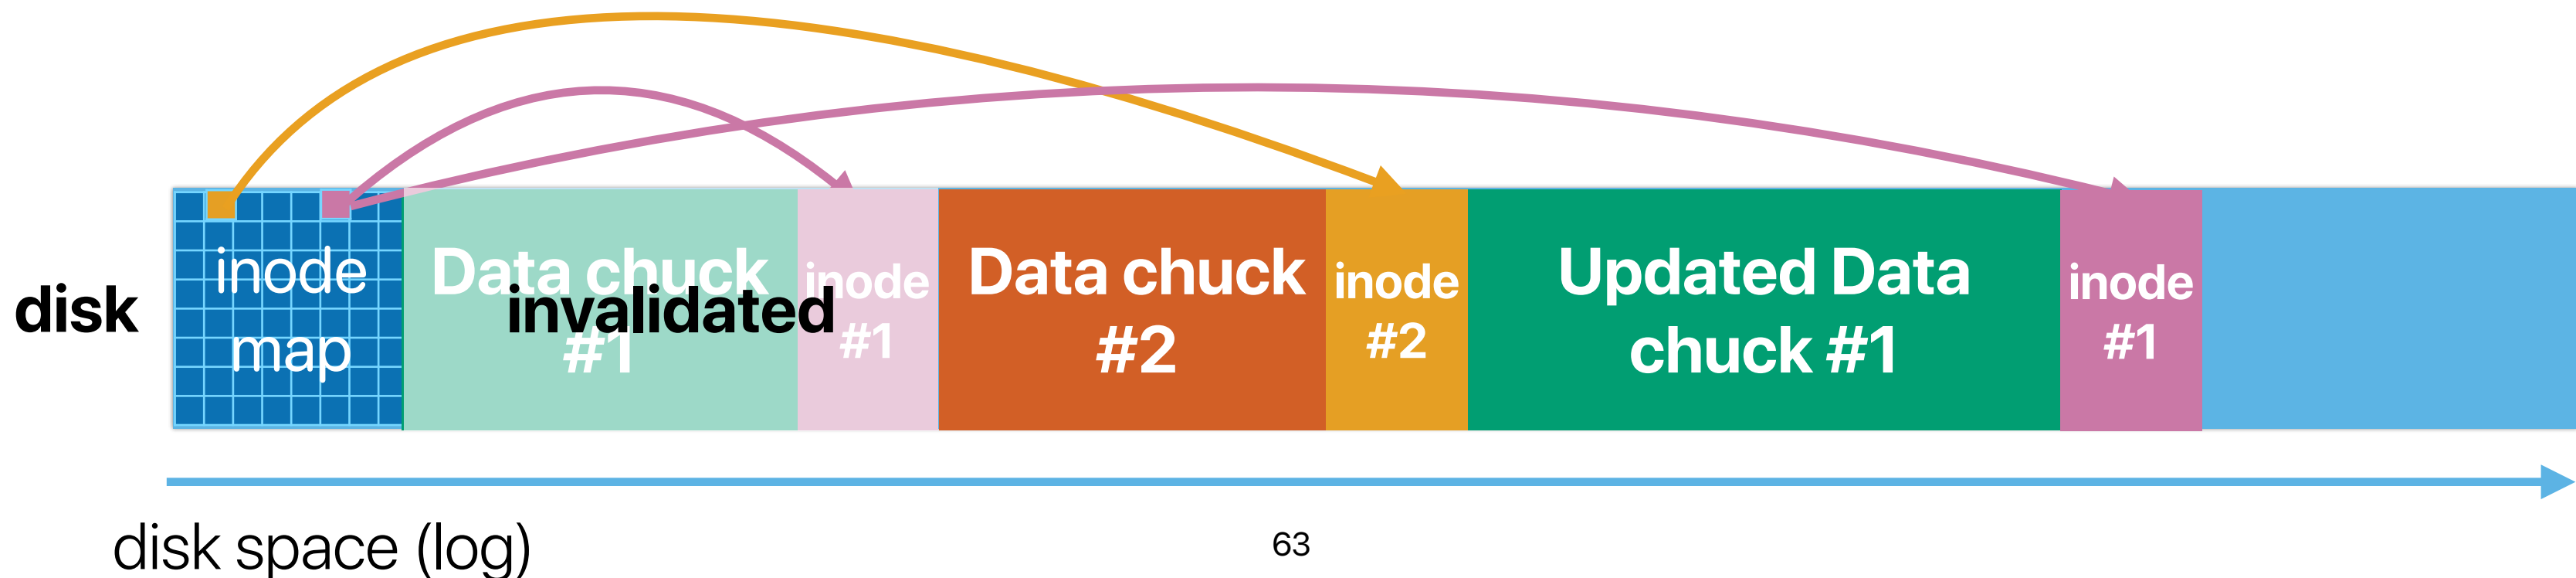 disk
inode
map
Data chuck
#1
invalidated
inode
#1
Data chuck
#2
inode
#2
Updated Data
chuck #1
inode
#1
disk space (log)
63